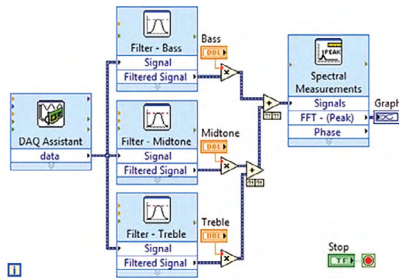 Filter - Bass
Signal
Filtered Signal
Bass
DBL
PEAK
Spectral
Measurements
Signals
FFT - (Peak)
Phase
Graph
DAQ Assistant
data
Filter - Midtone
Signal
Filtered Signal
Midtone
DBL
Filter - Treble
Signal
Filtered Signal
Treble
DBL
Stop
TF
i